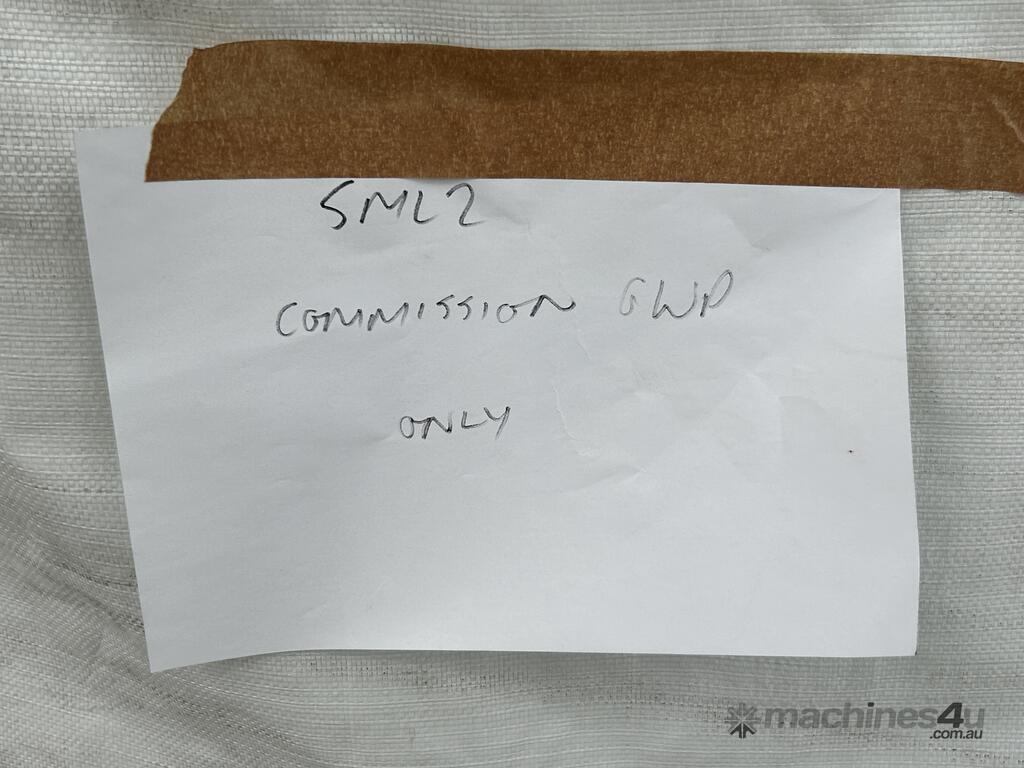 SML2
COMMISSION GWP
ONLY
machines4u
.com.au